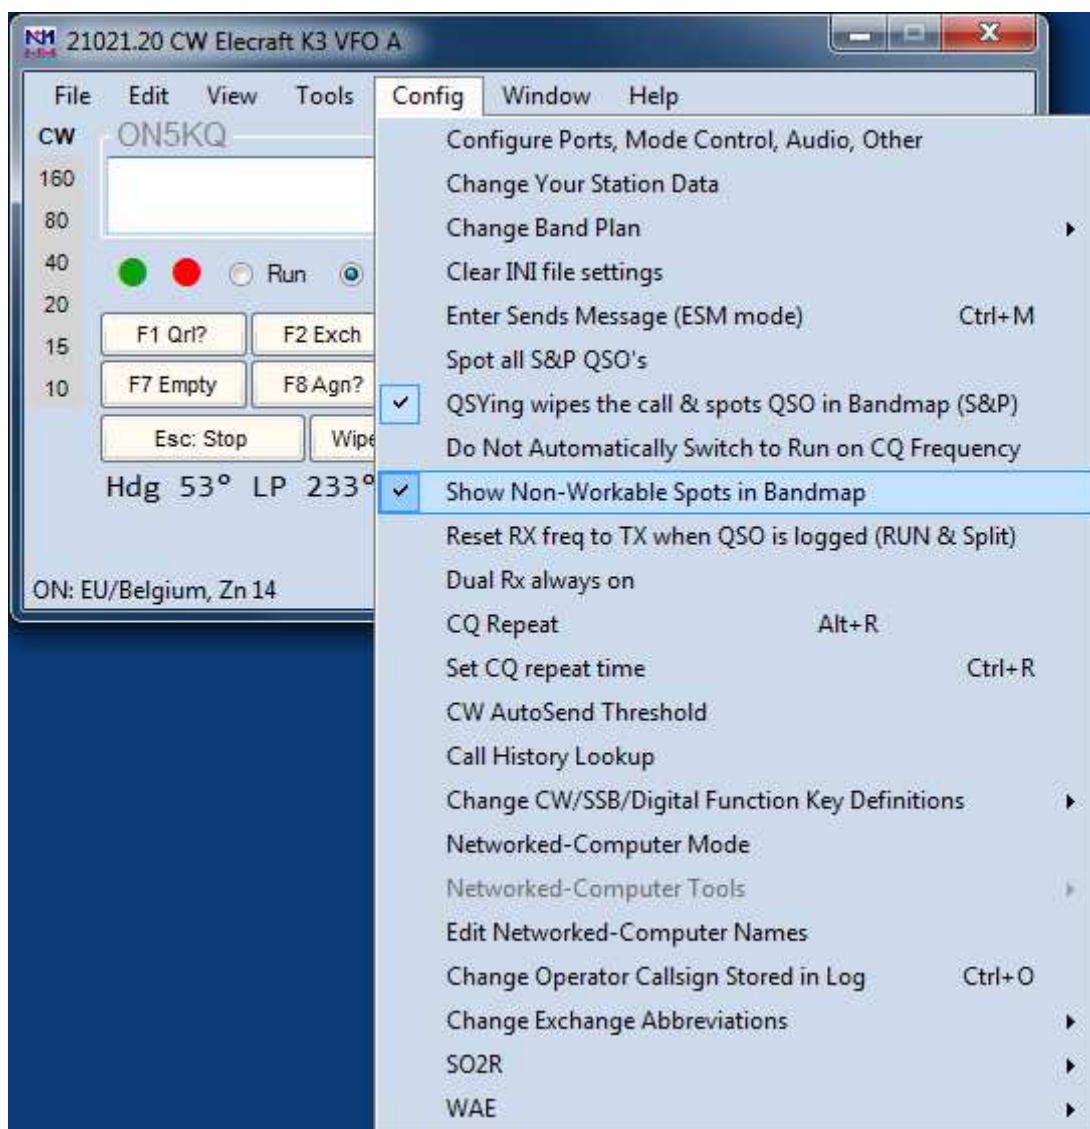 21021.20 CW Elecraft K3 VFO A
File Edit View Tools Config Window Help
CW ON5KQ
160
80
40 Run
20
15 F1 Qrl? F2 Exch
10 F7 Empty F8 Agn?
Esc: Stop Wipe
Hdg 53° LP 233°
ON: EU/Belgium, Zn 14
Configure Ports, Mode Control, Audio, Other
Change Your Station Data
Change Band Plan
Clear INI file settings
Enter Sends Message (ESM mode) Ctrl+M
Spot all S&P QSO's
QSYing wipes the call & spots QSO in Bandmap (S&P)
Do Not Automatically Switch to Run on CQ Frequency
Show Non-Workable Spots in Bandmap
Reset RX freq to TX when QSO is logged (RUN & Split)
Dual Rx always on
CQ Repeat Alt+R
Set CQ repeat time Ctrl+R
CW AutoSend Threshold
Call History Lookup
Change CW/SSB/Digital Function Key Definitions
Networked-Computer Mode
Networked-Computer Tools
Edit Networked-Computer Names
Change Operator Callsign Stored in Log Ctrl+O
Change Exchange Abbreviations
SO2R
WAE